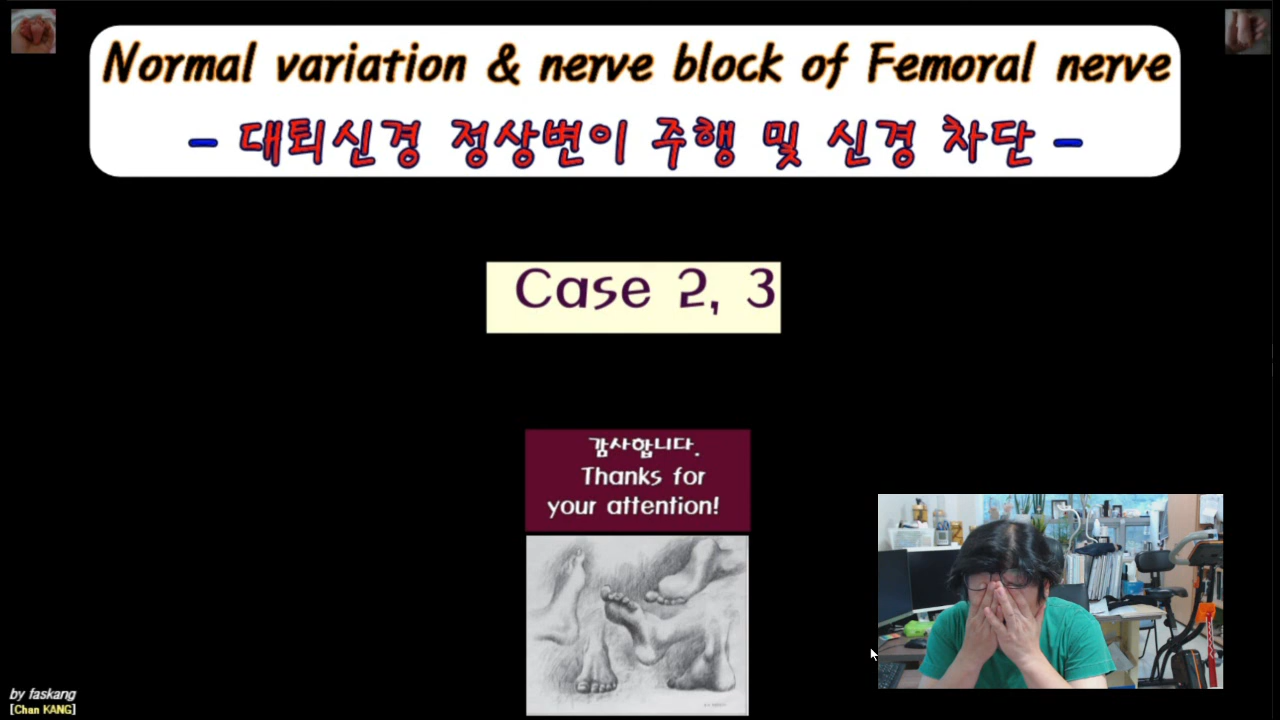 Normal variation & nerve block of Femoral nerve
- 대퇴신경 정상변이 주행 및 신경 차단 -
Case 2, 3
감사합니다.
Thanks for
your attention!
by faskang
[Chan KANG]